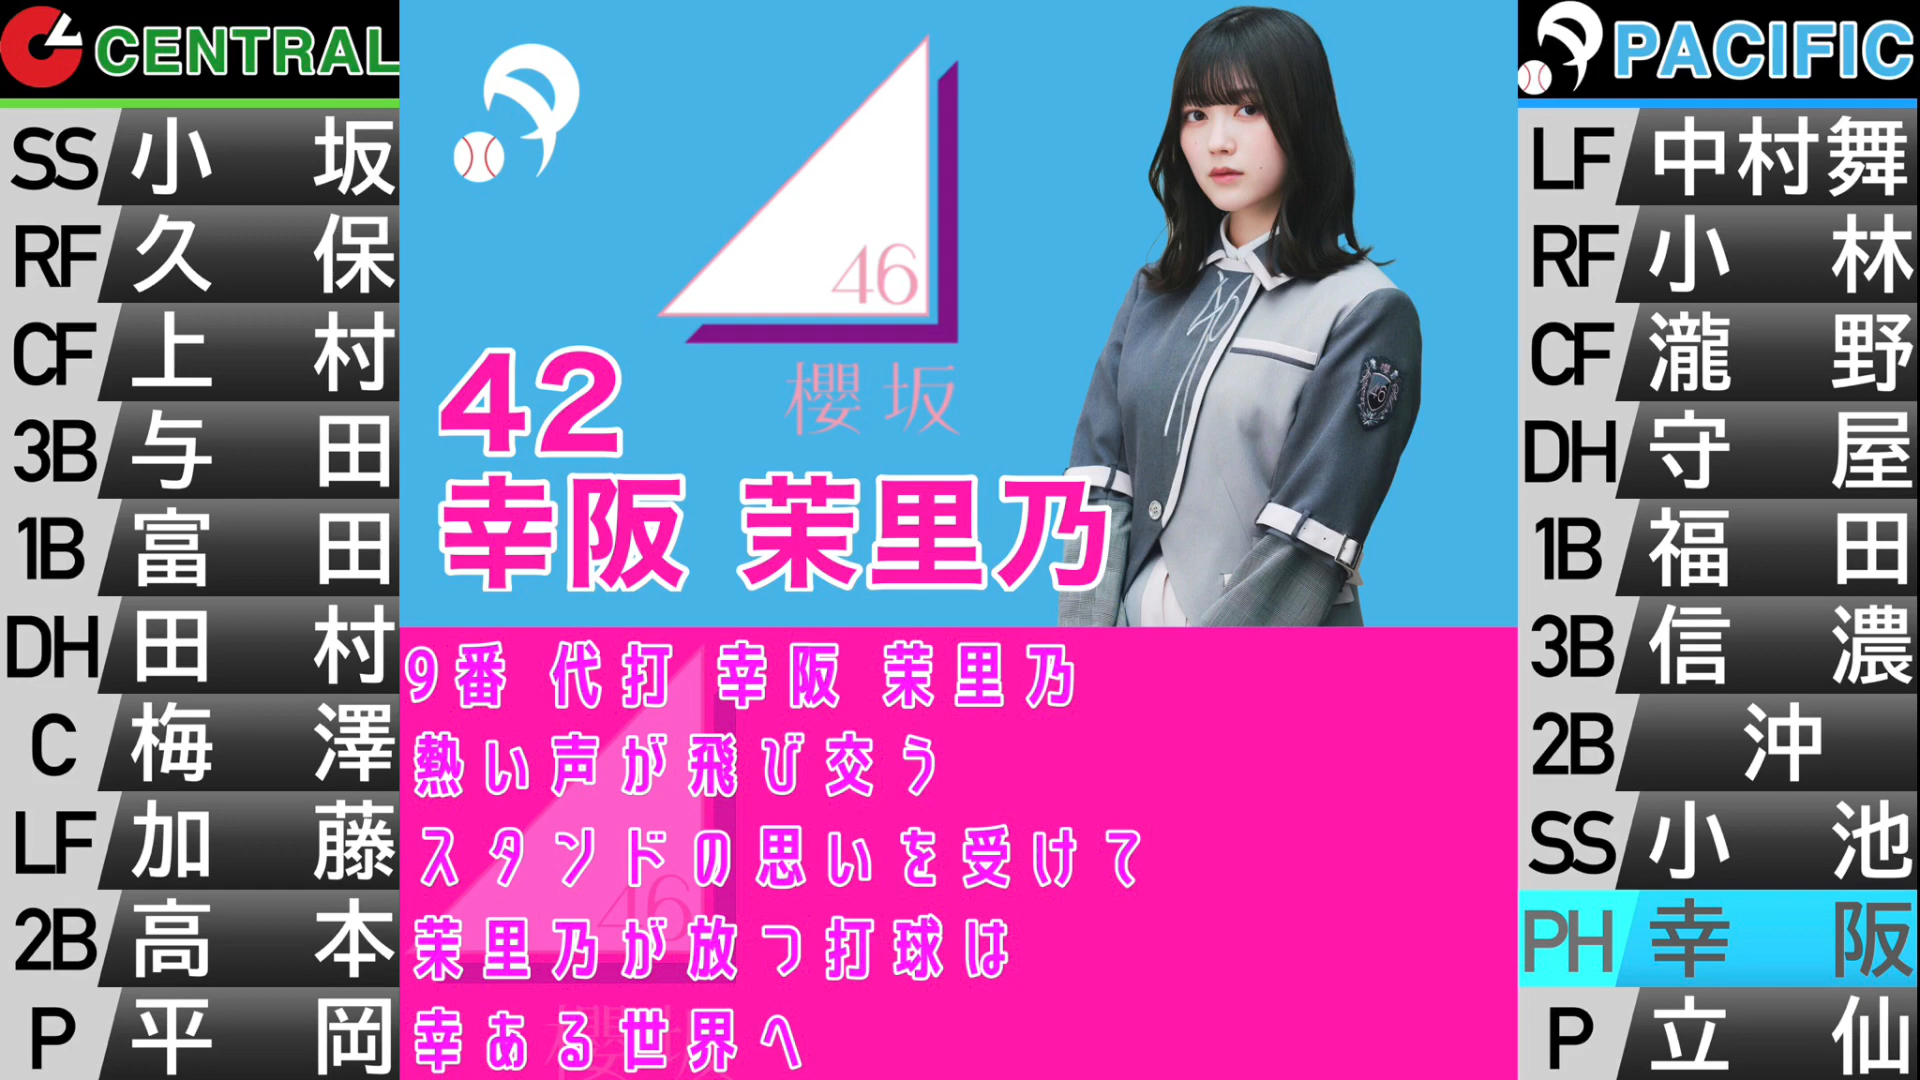 CENTRAL
SS 小坂
RF 久保
CF 上村
3B 与田
1B 富田
DH 田村
C 梅澤
LF 加藤
2B 高本
P 平岡
46
櫻坂
42
幸阪 茉里乃
9番 代打 幸阪 茉里乃
熱い声が飛び交う
スタンドの思いを受けて
茉里乃が放つ打球は
幸ある世界へ
PACIFIC
LF 中村舞
RF 小林
CF 瀧野
DH 守屋
1B 福田
3B 信濃
2B 沖
SS 小池
PH 幸阪
P 立仙